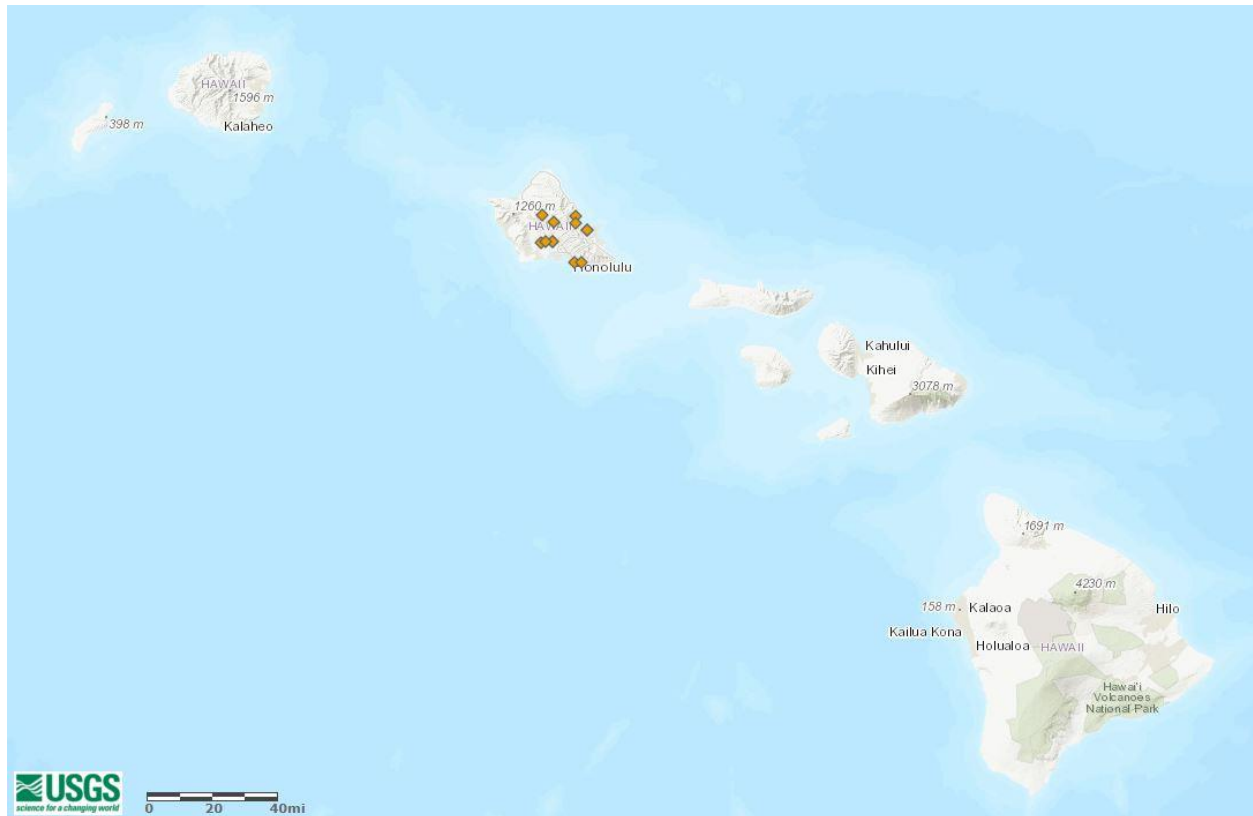 HAWAII
1596 m
398 m
Kalaheo
1260 m
HAWAII
Honolulu
Kahului
Kihei
3078 m
1691 m
4230 m
158 m
Kalaoa
Hilo
Kailua Kona
Holualoa
HAWAII
Hawai'i
Volcanoes
National Park
USGS
science for a changing world
0 20 40mi